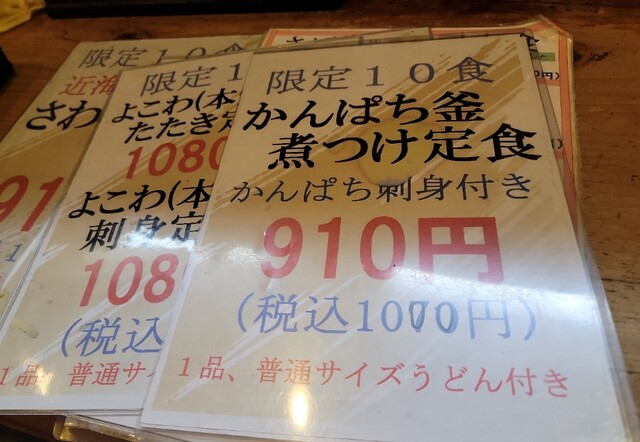 限定10食
かんぱち釜
煮つけ定食
かんぱち刺身付き
910円
(税込1000円)
1品、普通サイズうどん付き
限定1
よこわ(本
たたき定
1080
よこわ(本
刺身定
108
(税込
1品、普通サイ
限定10食
近海
さわ
91